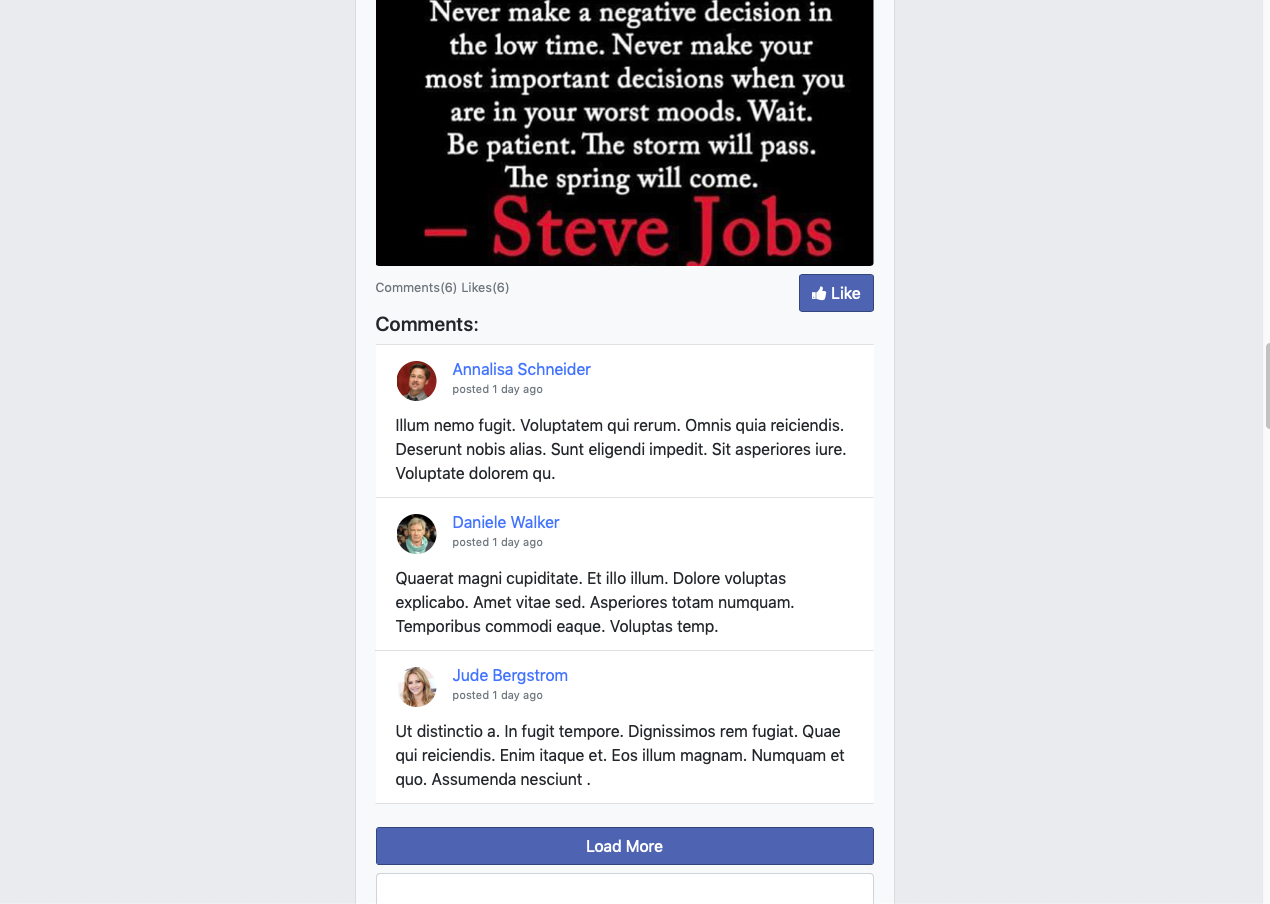 Never make a negative decision in
the low time. Never make your
most important decisions when you
are in your worst moods. Wait.
Be patient. The storm will pass.
The spring will come.
– Steve Jobs
Comments(6) Likes(6)
Like
Comments:
Annalisa Schneider
posted 1 day ago
Illum nemo fugit. Voluptatem qui rerum. Omnis quia reiciendis.
Deserunt nobis alias. Sunt eligendi impedit. Sit asperiores iure.
Voluptate dolorem qu.
Daniele Walker
posted 1 day ago
Quaerat magni cupiditate. Et illo illum. Dolore voluptas
explicabo. Amet vitae sed. Asperiores totam numquam.
Temporibus commodi eaque. Voluptas temp.
Jude Bergstrom
posted 1 day ago
Ut distinctio a. In fugit tempore. Dignissimos rem fugiat. Quae
qui reiciendis. Enim itaque et. Eos illum magnam. Numquam et
quo. Assumenda nesciunt .
Load More